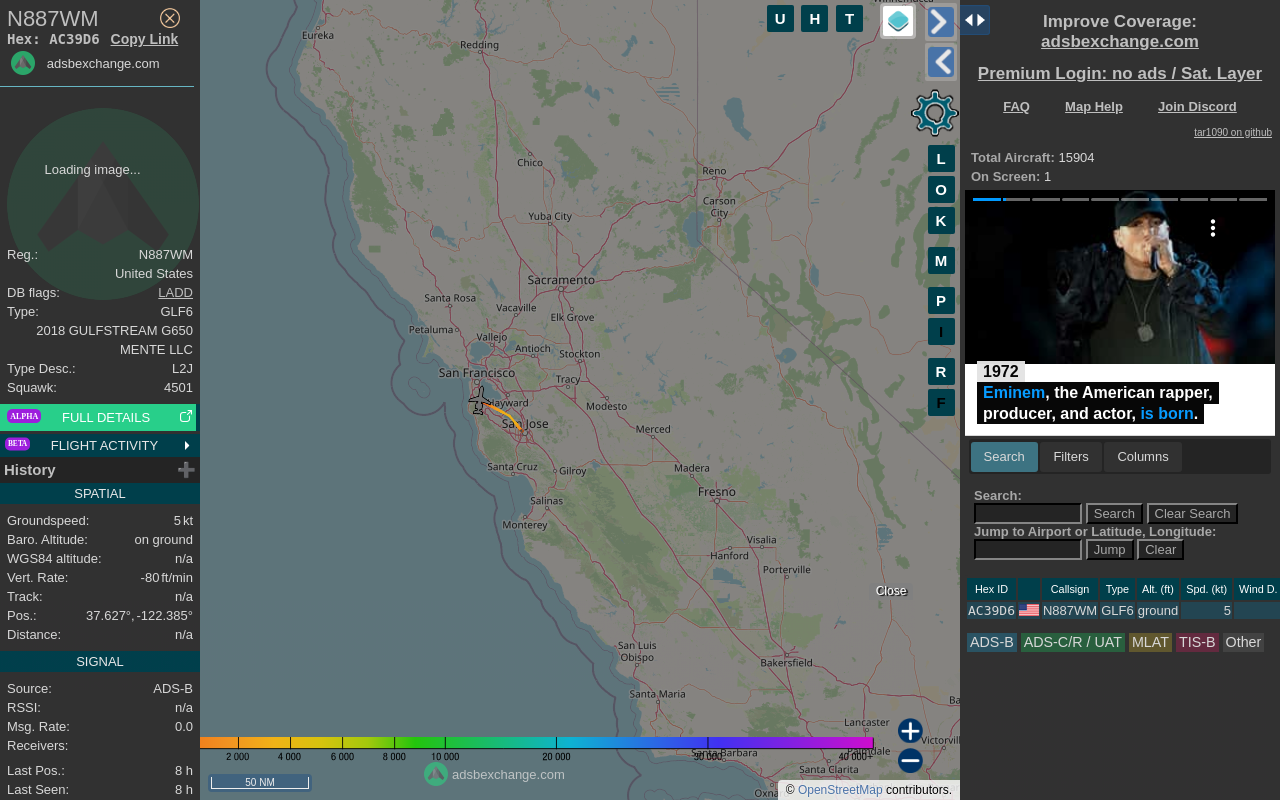 N887WM
Hex: AC39D6 Copy Link
adsbexchange.com
Loading image...
Reg.: N887WM
United States
DB flags: LADD
Type: GLF6
2018 GULFSTREAM G650
MENTE LLC
Type Desc.: L2J
Squawk: 4501
ALPHA FULL DETAILS
BETA FLIGHT ACTIVITY
History
SPATIAL
Groundspeed: 5 kt
Baro. Altitude: on ground
WGS84 altitude: n/a
Vert. Rate: -80 ft/min
Track: n/a
Pos.: 37.627°, -122.385°
Distance: n/a
SIGNAL
Source: ADS-B
RSSI: n/a
Msg. Rate: 0.0
Receivers:
Last Pos.: 8 h
Last Seen: 8 h
U H T
L
O
K
M
P
I
R
F
Eureka
Redding
Chico
Reno
Carson
City
Yuba City
Sacramento
Santa Rosa
Vacaville
Elk Grove
Petaluma
Vallejo
Antioch
Stockton
San Francisco
Tracy
Hayward
Modesto
San Jose
Merced
Santa Cruz
Gilroy
Madera
Salinas
Fresno
Monterey
Visalia
Hanford
Porterville
Close
San Luis
Obispo
Bakersfield
Santa Maria
Lancaster
Victorvil
Santa Barbara
Palmdale
Santa Clarita
Oxna
2 000 4 000 6 000 8 000 10 000 20 000 30 000 40 000+
adsbexchange.com
50 NM
© OpenStreetMap contributors.
Improve Coverage:
adsbexchange.com
Premium Login: no ads / Sat. Layer
FAQ Map Help Join Discord
tar1090 on github
Total Aircraft: 15904
On Screen: 1
1972
Eminem, the American rapper,
producer, and actor, is born.
Search Filters Columns
Search:
Search Clear Search
Jump to Airport or Latitude, Longitude:
Jump Clear
Hex ID Callsign Type Alt. (ft) Spd. (kt) Wind D.
AC39D6 N887WM GLF6 ground 5
ADS-B ADS-C/R / UAT MLAT TIS-B Other